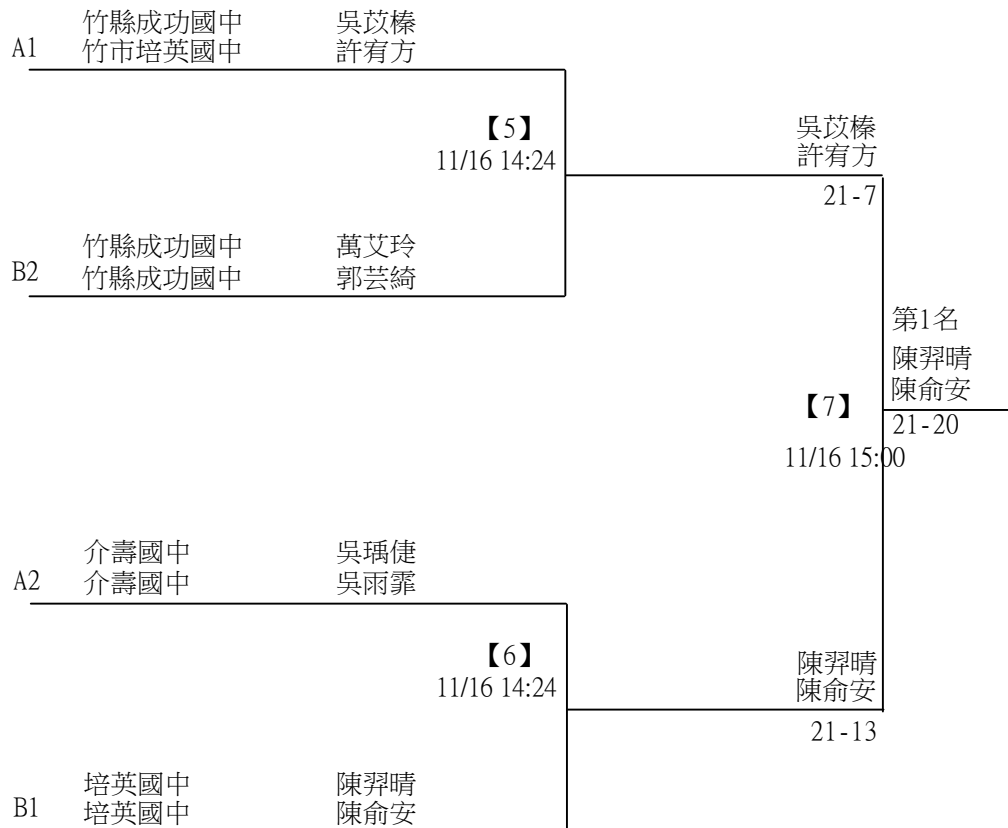 竹縣成功國中 吳苡榛
A1 竹市培英國中 許宥方
【5】
11/16 14:24
吳苡榛
許宥方
21-7
竹縣成功國中 萬艾玲
B2 竹縣成功國中 郭芸綺
第1名
陳羿晴
陳俞安
【7】
21-20
11/16 15:00
介壽國中 吳瑀倢
A2 介壽國中 吳雨霏
【6】
11/16 14:24
陳羿晴
陳俞安
21-13
培英國中 陳羿晴
B1 培英國中 陳俞安